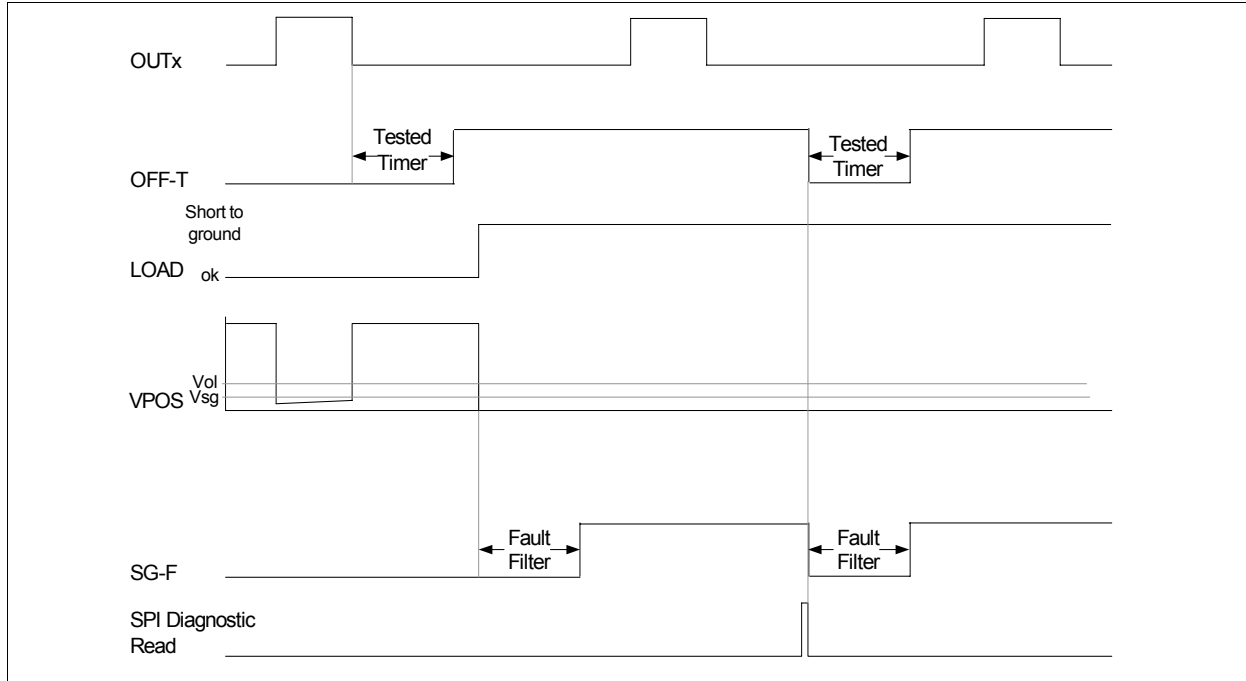 OUTx
Tested
Timer
Tested
Timer
OFF-T
Short to
ground
LOAD ok
Vol
VPOS Vsg
Fault
Filter
Fault
Filter
SG-F
SPI Diagnostic
Read